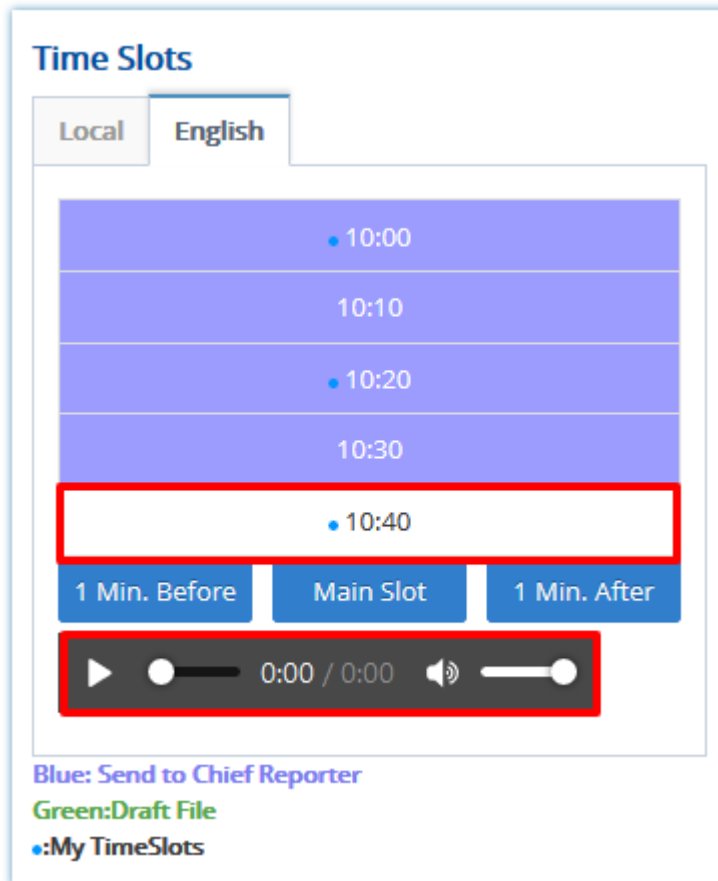 Time Slots
Local English
• 10:00
10:10
• 10:20
10:30
• 10:40
1 Min. Before Main Slot 1 Min. After
0:00 / 0:00
Blue: Send to Chief Reporter
Green:Draft File
•:My TimeSlots